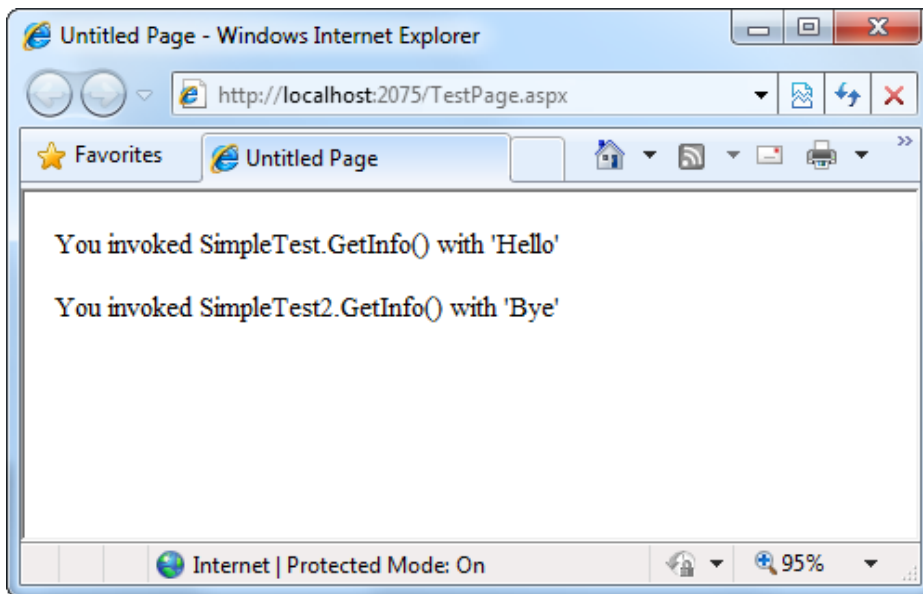 Untitled Page - Windows Internet Explorer
http://localhost:2075/TestPage.aspx
Favorites
Untitled Page
You invoked SimpleTest.GetInfo() with 'Hello'
You invoked SimpleTest2.GetInfo() with 'Bye'
Internet | Protected Mode: On
95%